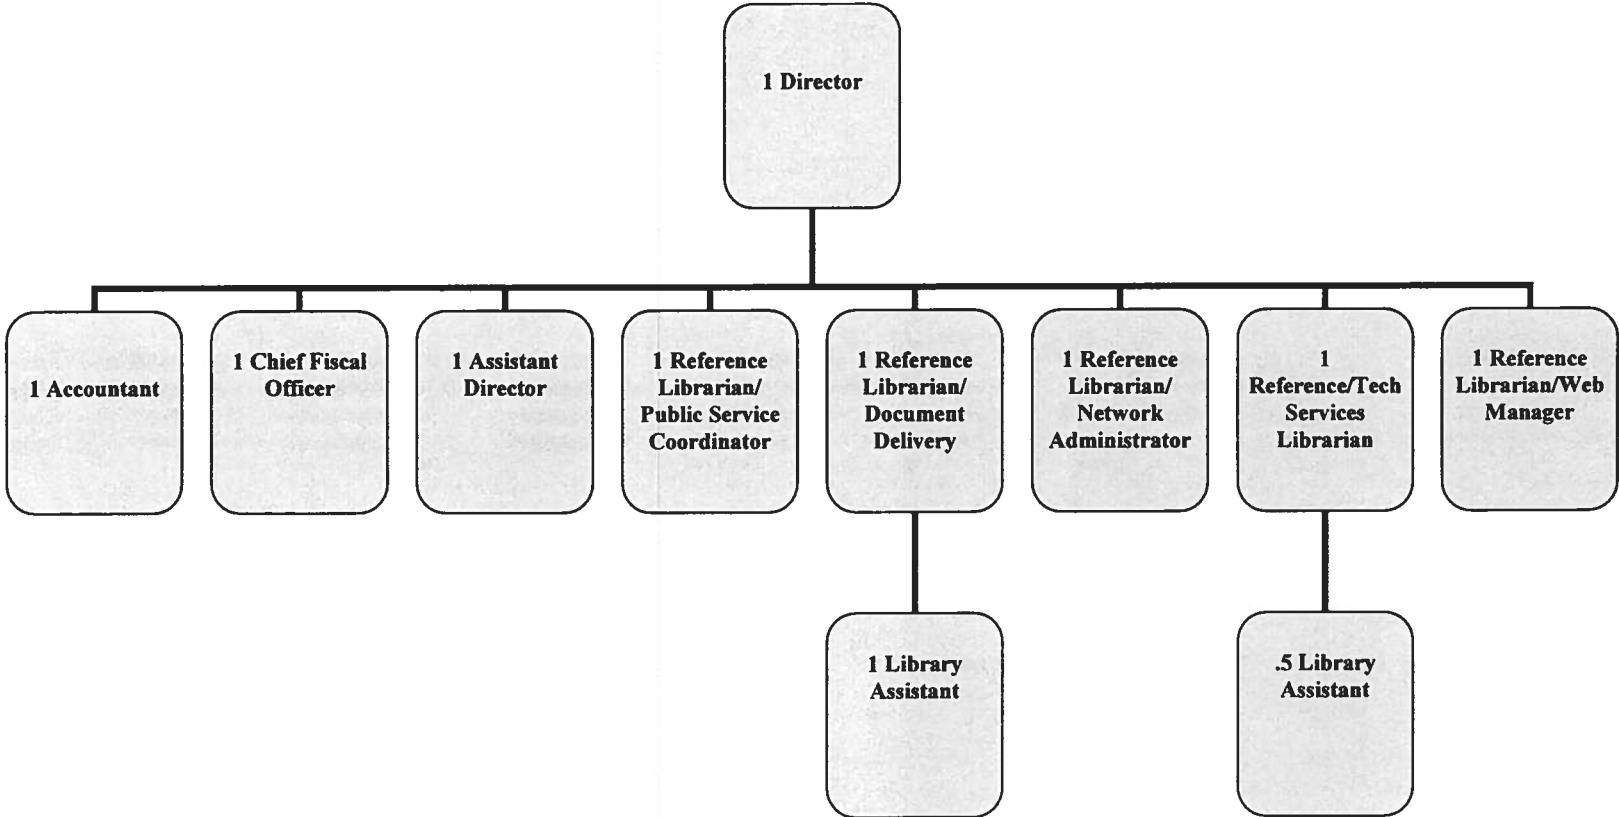 1 Director
1 Accountant
1 Chief Fiscal
Officer
1 Assistant
Director
1 Reference
Librarian/
Public Service
Coordinator
1 Reference
Librarian/
Document
Delivery
1 Reference
Librarian/
Network
Administrator
1
Reference/Tech
Services
Librarian
1 Reference
Librarian/Web
Manager
1 Library
Assistant
.5 Library
Assistant